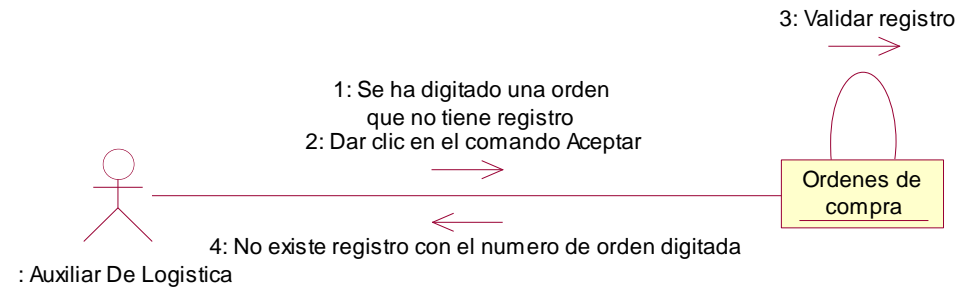 3: Validar registro
1: Se ha digitado una orden
que no tiene registro
2: Dar clic en el comando Aceptar
Ordenes de
compra
4: No existe registro con el numero de orden digitada
: Auxiliar De Logistica